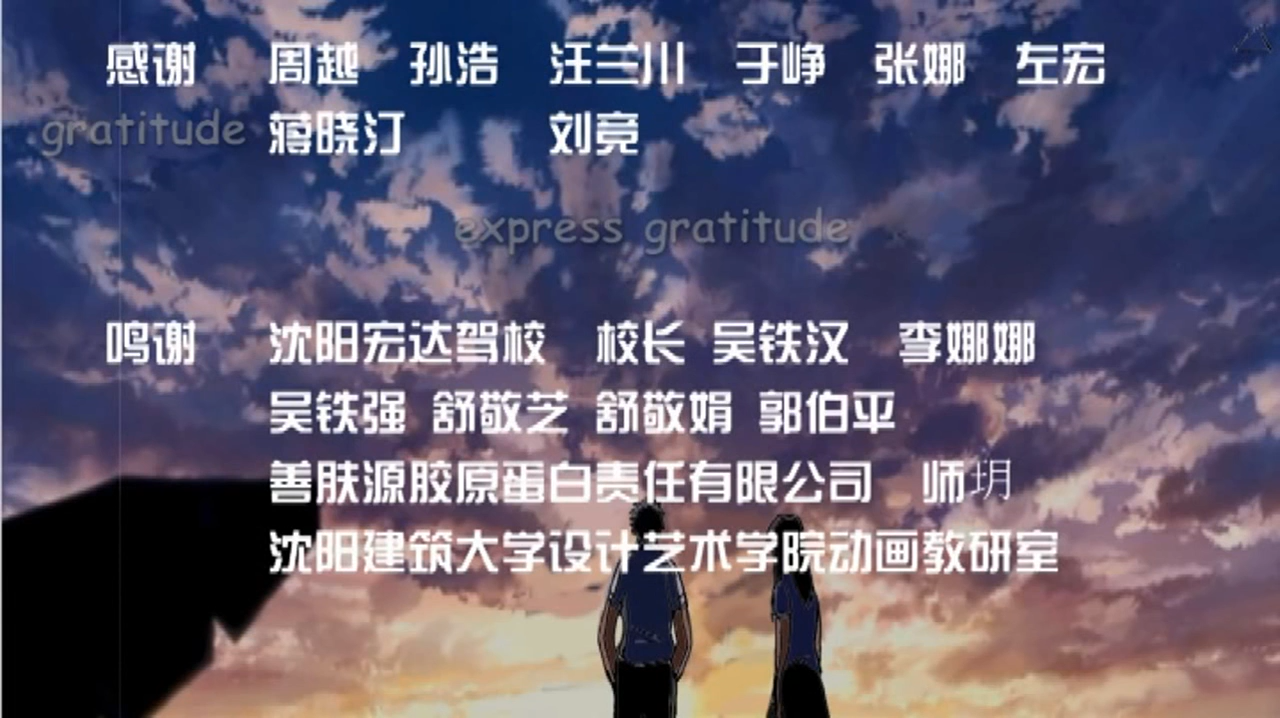 感谢 周越 孙浩 汪兰川 于峥 张娜 左宏
gratitude 蒋晓汀 刘竞
express gratitude
鸣谢 沈阳宏达驾校 校长 吴铁汉 李娜娜
吴铁强 舒敬芝 舒敬娟 郭伯平
善肤源胶原蛋白责任有限公司 师玥
沈阳建筑大学设计艺术学院动画教研室